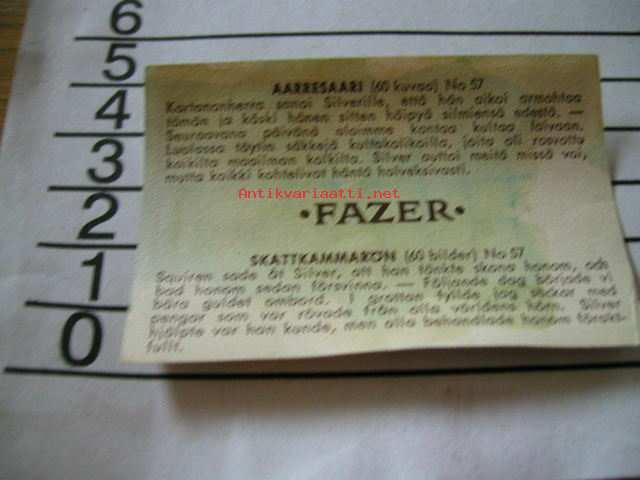 6
5
4
3
2
1
0
AARRESAARI (60 kuvaa) No 57
Kartanonherra sanoi Silverille, että hän aikoi armahtaa
tämän ja käski hänen sitten häipyä silmiensä edestä. —
Seuraavana päivänä aloimme kantaa kultaa laivaan.
Luolassa täytin säkkejä kultakolikoilla, joita oli rosvottu
kaikilta maailman kolkilta. Silver auttoi meitä missä voi,
mutta kaikki kohtelivat häntä halveksivasti.
Antikvariaatti.net
•FAZER•
SKATTKAMMARÖN (60 bilder) No 57
Squiren sade åt Silver, att han tänkte skona honom, och
bad honom sedan försvinna. — Följande dag började vi
bära guldet ombord. I grottan fyllde jag säckar med
pengar som var rövade från alla världens hörn. Silver
hjälpte var han kunde, men alla behandlade honom förakt-
fullt.